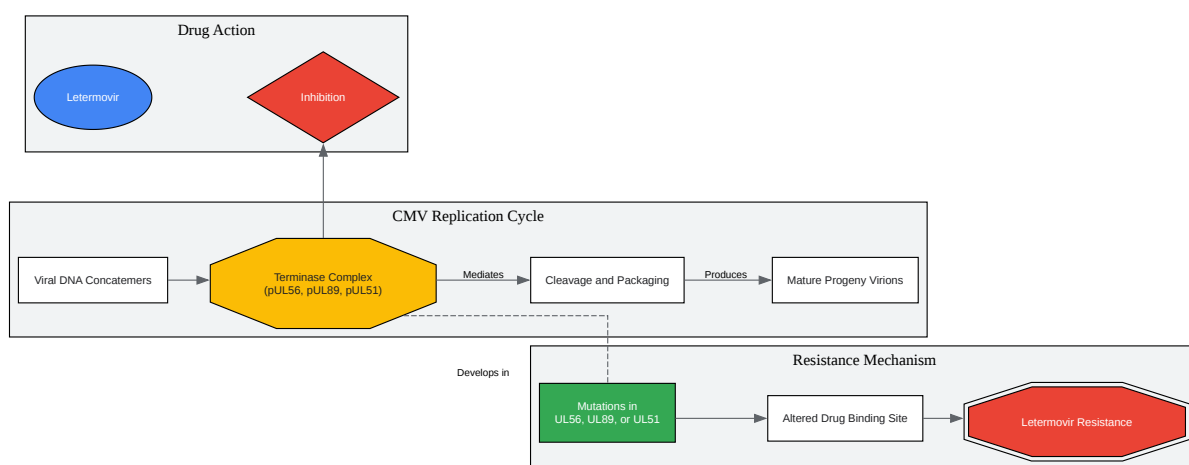 Drug Action
Letermovir
Inhibition
CMV Replication Cycle
Viral DNA Concatemers
Terminase Complex
(pUL56, pUL89, pUL51)
Mediates
Cleavage and Packaging
Produces
Mature Progeny Virions
Resistance Mechanism
Develops in
Mutations in
UL56, UL89, or UL51
Altered Drug Binding Site
Letermovir Resistance